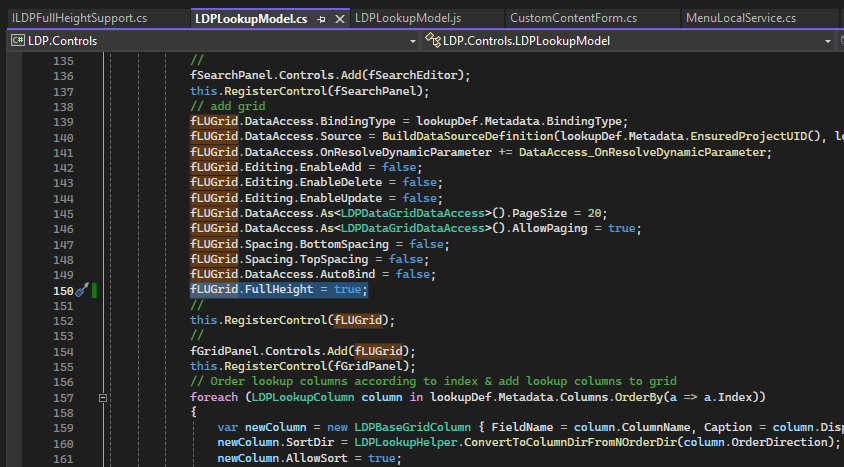 ILDPFullHeightSupport.cs
LDPLookupModel.cs
LDPLookupModel.js
CustomContentForm.cs
MenuLocalService.cs
C# LDP.Controls
LDP.Controls.LDPLookupModel
135 //
136 fSearchPanel.Controls.Add(fSearchEditor);
137 this.RegisterControl(fSearchPanel);
138 // add grid
139 fLUGrid.DataAccess.BindingType = lookupDef.Metadata.BindingType;
140 fLUGrid.DataAccess.Source = BuildDataSourceDefinition(lookupDef.Metadata.EnsuredProjectUID(), lo
141 fLUGrid.DataAccess.OnResolveDynamicParameter += DataAccess_OnResolveDynamicParameter;
142 fLUGrid.Editing.EnableAdd = false;
143 fLUGrid.Editing.EnableDelete = false;
144 fLUGrid.Editing.EnableUpdate = false;
145 fLUGrid.DataAccess.As<LDPDataGridDataAccess>().PageSize = 20;
146 fLUGrid.DataAccess.As<LDPDataGridDataAccess>().AllowPaging = true;
147 fLUGrid.Spacing.BottomSpacing = false;
148 fLUGrid.Spacing.TopSpacing = false;
149 fLUGrid.DataAccess.AutoBind = false;
150 fLUGrid.FullHeight = true;
151 //
152 this.RegisterControl(fLUGrid);
153 //
154 fGridPanel.Controls.Add(fLUGrid);
155 this.RegisterControl(fGridPanel);
156 // Order lookup columns according to index & add lookup columns to grid
157 foreach (LDPLookupColumn column in lookupDef.Metadata.Columns.OrderBy(a => a.Index))
158 {
159 var newColumn = new LDPBaseGridColumn { FieldName = column.ColumnName, Caption = column.Disp
160 newColumn.SortDir = LDPLookupHelper.ConvertToColumnDirFromNOrderDir(column.OrderDirection);
161 newColumn.AllowSort = true;